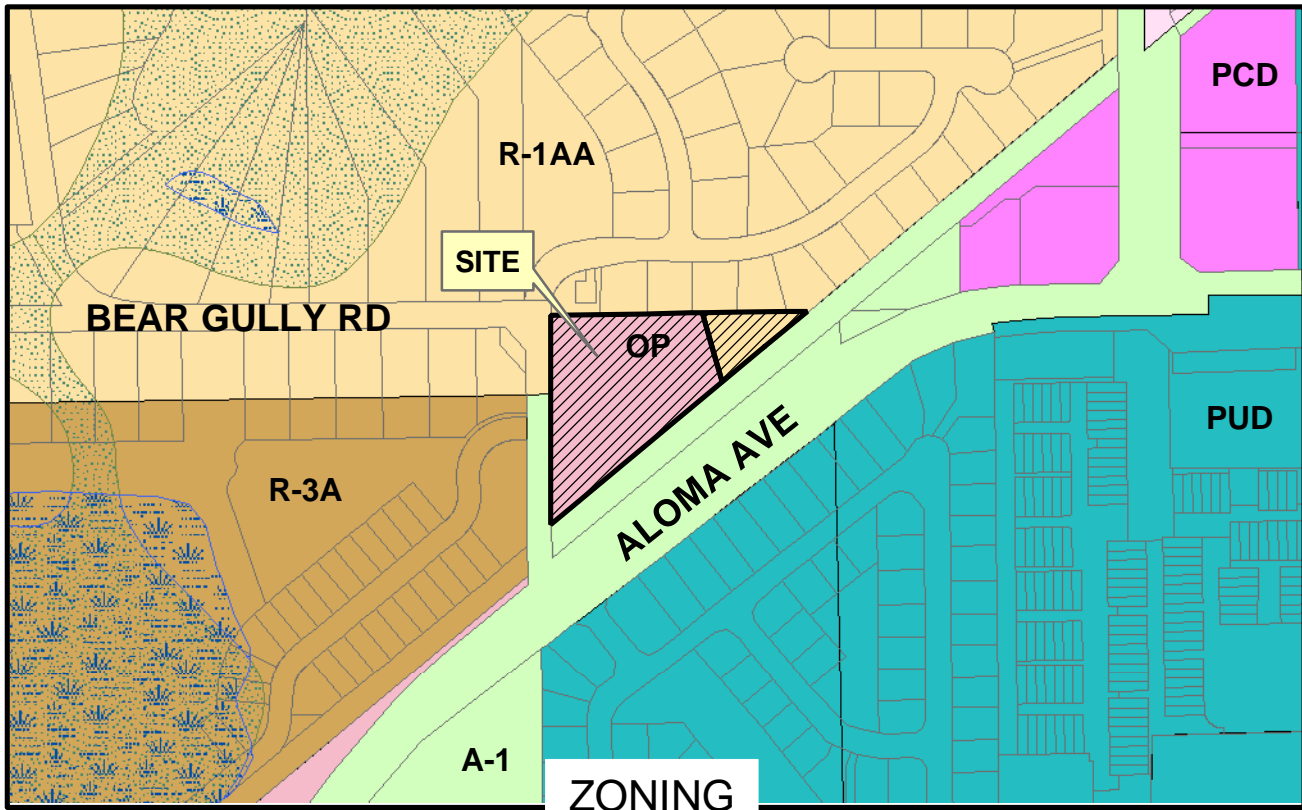 PCD
R-1AA
SITE
BEAR GULLY RD
OP
PUD
R-3A
ALOMA AVE
A-1
ZONING